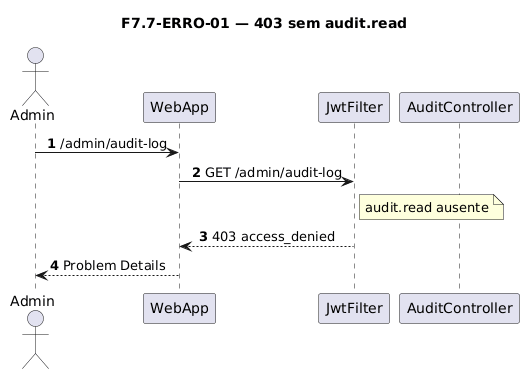 F7.7-ERRO-01 — 403 sem audit.read
Admin
WebApp
JwtFilter
AuditController
1 /admin/audit-log
2 GET /admin/audit-log
audit.read ausente
3 403 access_denied
4 Problem Details
Admin
WebApp
JwtFilter
AuditController